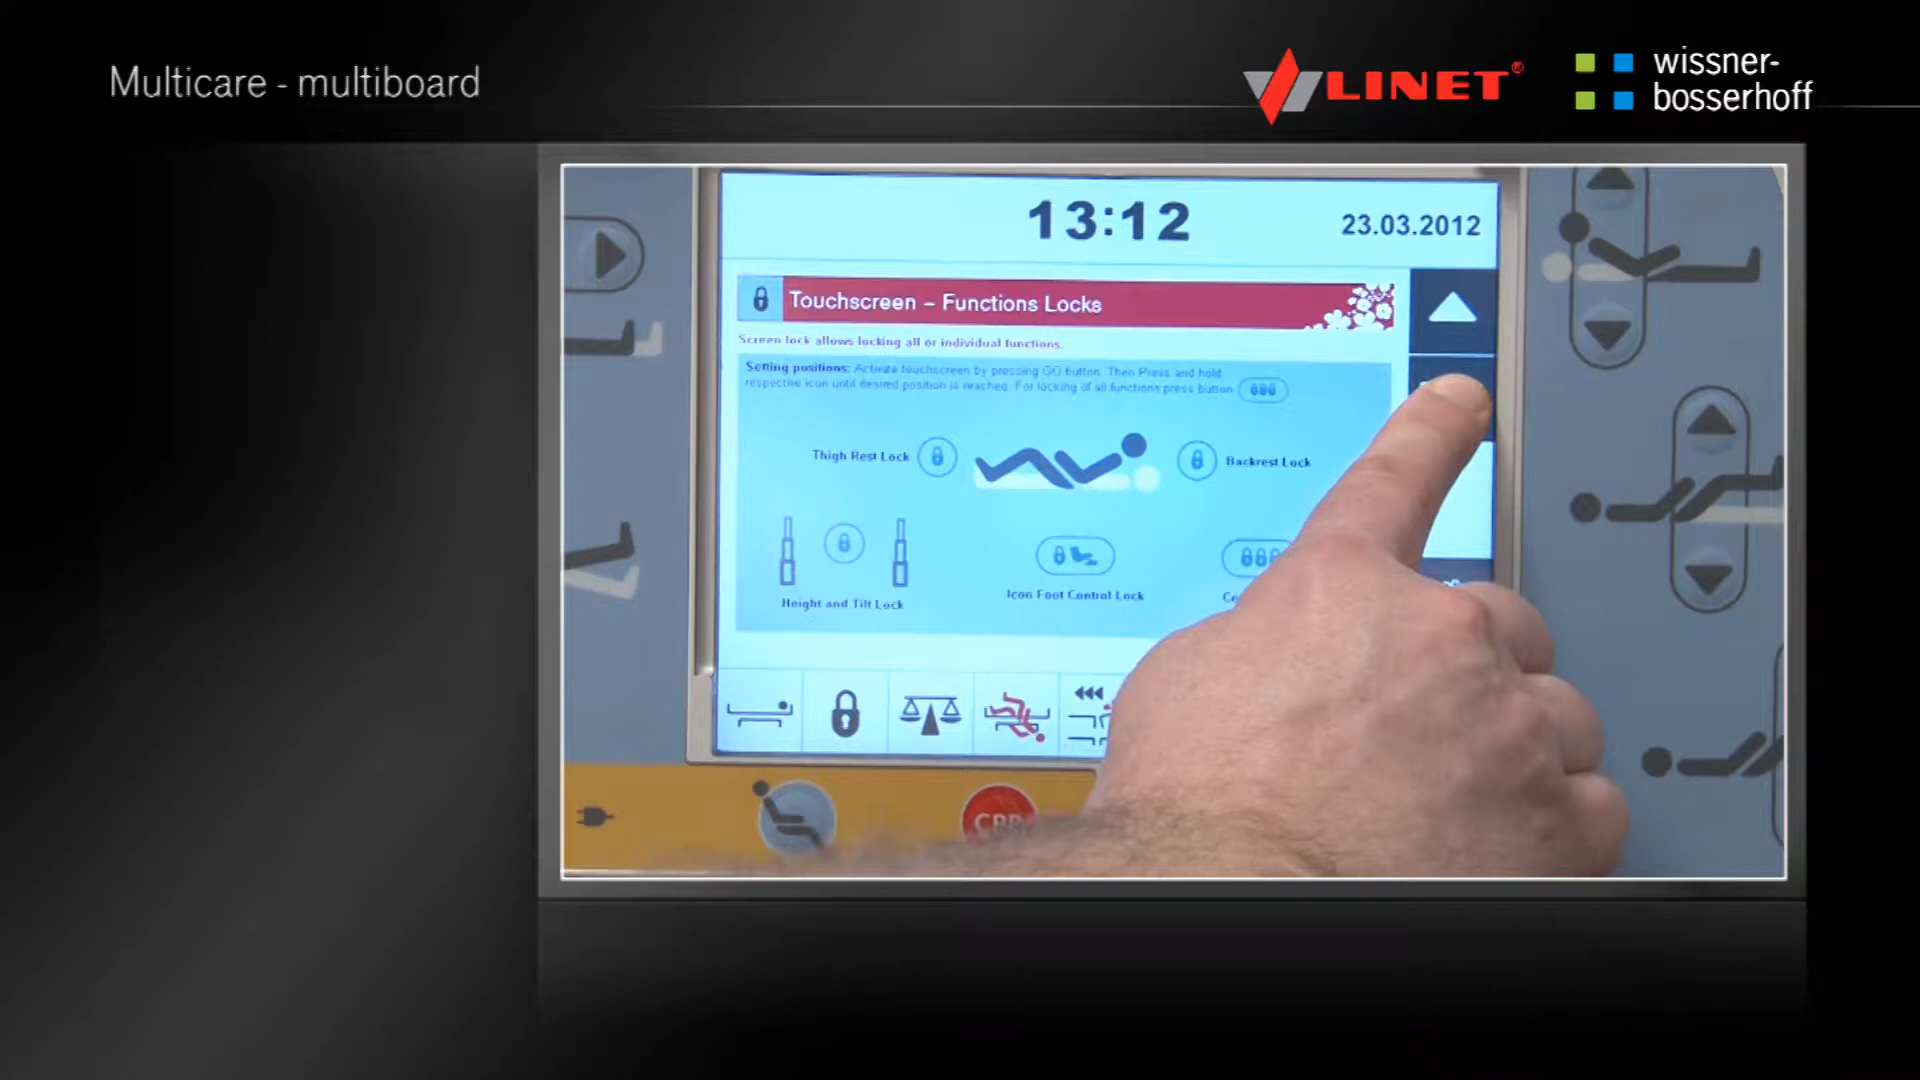 Multicare - multiboard
LINET®
wissner-
bosserhoff
13:12
23.03.2012
Touchscreen – Functions Locks
Screen lock allows locking all or individual functions.
Setting positions: Activate touchscreen by pressing GO button. Then Press and hold
respective icon until desired position is reached. For locking of all functions press button
Thigh Rest Lock
Backrest Lock
Height and Tilt Lock
Icon Foot Control Lock
CPR